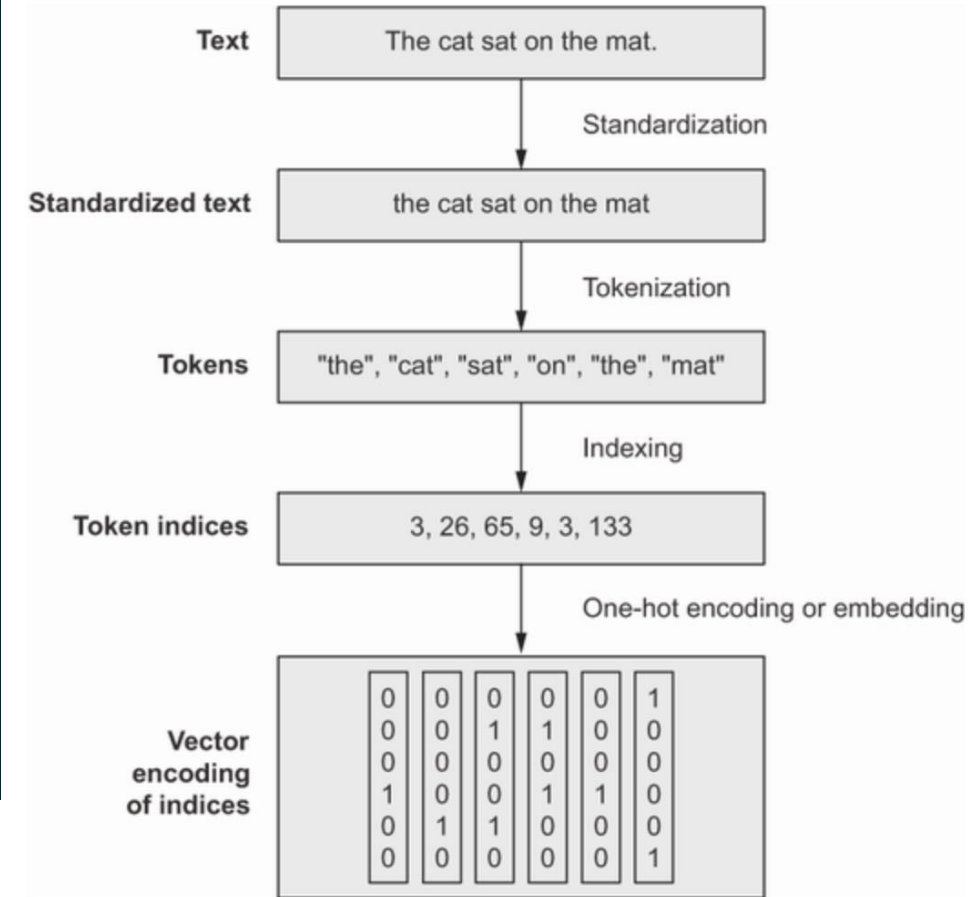 Text
The cat sat on the mat.
Standardization
Standardized text
the cat sat on the mat
Tokenization
Tokens
"the", "cat", "sat", "on", "the", "mat"
Indexing
Token indices
3, 26, 65, 9, 3, 133
One-hot encoding or embedding
Vector
encoding
of indices
0 0 0 0 0 1
0 0 1 1 0 0
0 0 0 0 0 0
1 0 0 1 1 0
0 1 1 0 0 0
0 0 0 0 0 1